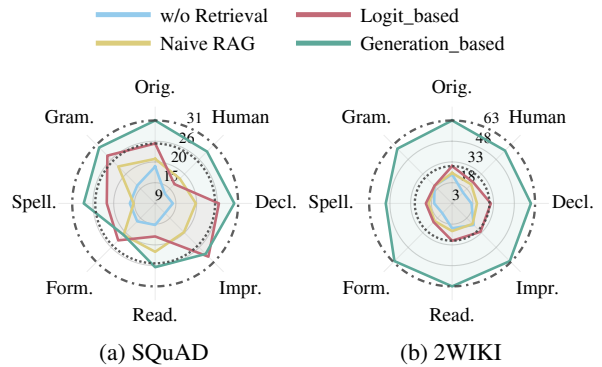 w/o Retrieval Logit_based
Naive RAG Generation_based
Orig. Orig.
Gram. 31 Human Gram. 63 Human
26 48
20 33
15 18
Spell. 9 Decl. Spell. 3 Decl.
Form. Impr. Form. Impr.
Read. Read.
(a) SQuAD (b) 2WIKI